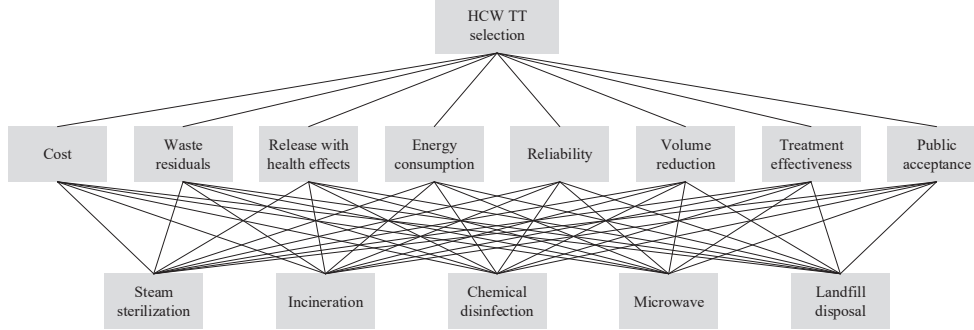 HCW TT
selection
Cost
Waste
residuals
Release with
health effects
Energy
consumption
Reliability
Volume
reduction
Treatment
effectiveness
Public
acceptance
Steam
sterilization
Incineration
Chemical
disinfection
Microwave
Landfill
disposal